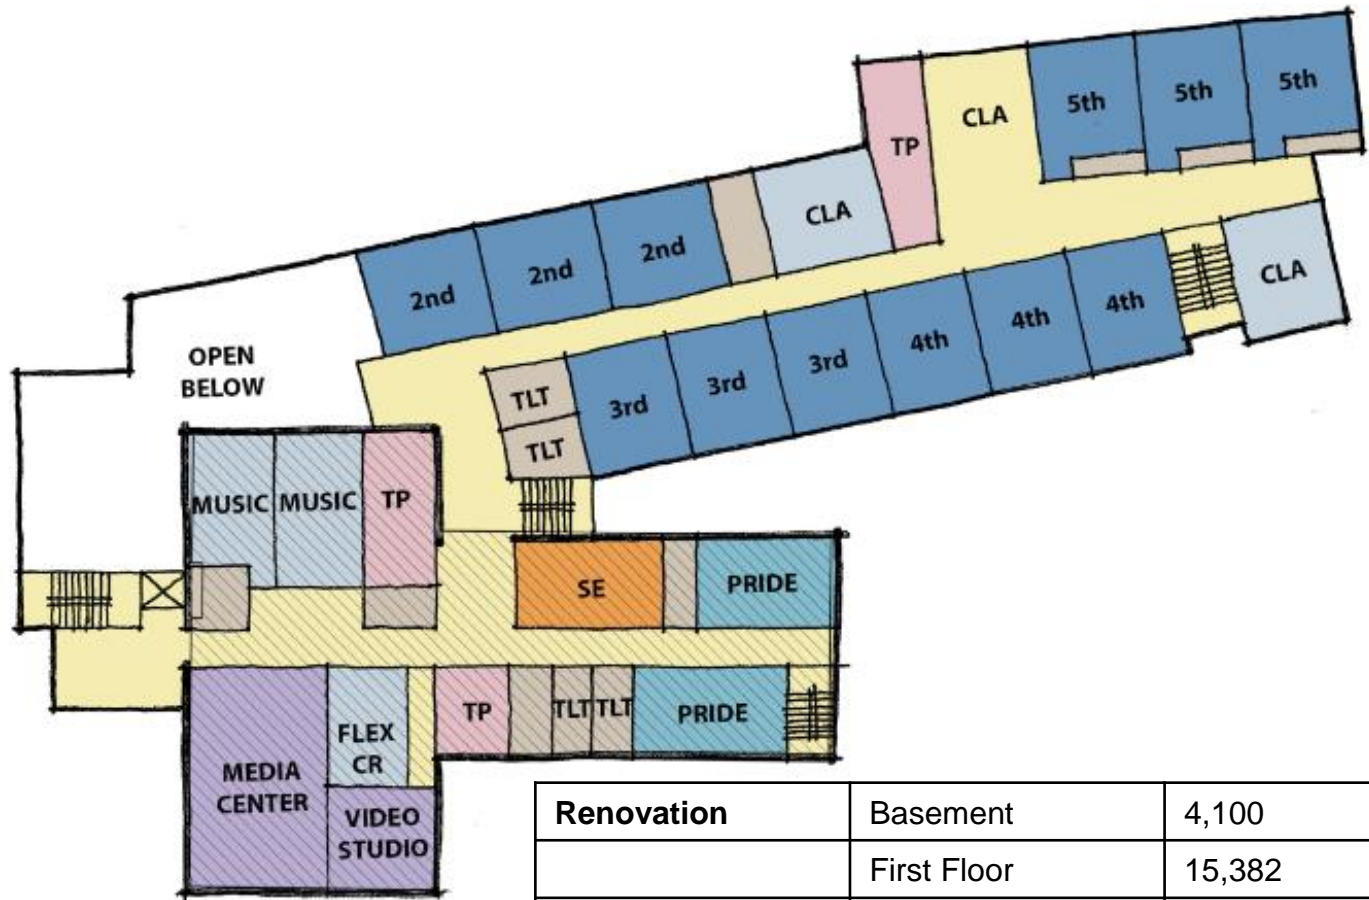 5th
5th
5th
CLA
TP
CLA
2nd
2nd
2nd
CLA
4th
4th
4th
3rd
3rd
3rd
OPEN
BELOW
TLT
TLT
MUSIC
MUSIC
TP
SE
PRIDE
TP
TLT
TLT
PRIDE
FLEX
CR
MEDIA
CENTER
VIDEO
STUDIO
Renovation Basement 4,100
First Floor 15,382